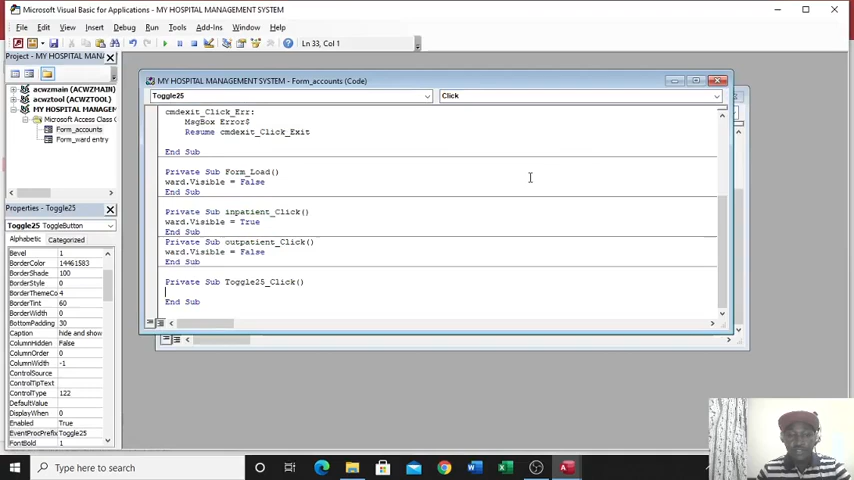 Microsoft Visual Basic for Applications - MY HOSPITAL MANAGEMENT SYSTEM
File Edit View Insert Debug Run Tools Add-Ins Window Help
Ln 33, Col 1
Project - MY HOSPITAL MANAGEM
acwzmain (ACWZMAIN)
acwztool (ACWZTOOL)
MY HOSPITAL MANAGEM
Microsoft Access Class O
Form_accounts
Form_ward entry
Properties - Toggle25
Toggle25 ToggleButton
Alphabetic Categorized
Bevel 1
BorderColor 14461583
BorderShade 100
BorderStyle 0
BorderThemeCo 4
BorderTint 60
BorderWidth 0
BottomPadding 30
Caption hide and show
ColumnHidden False
ColumnOrder 0
ColumnWidth -1
ControlSource
ControlTipText
ControlType 122
DefaultValue
DisplayWhen 0
Enabled True
EventProcPrefix Toggle25
FontBold 1
MY HOSPITAL MANAGEMENT SYSTEM - Form_accounts (Code)
Toggle25 Click
cmdexit_Click_Err:
MsgBox Error$
Resume cmdexit_Click_Exit
End Sub
Private Sub Form_Load()
ward.Visible = False
End Sub
Private Sub inpatient_Click()
ward.Visible = True
End Sub
Private Sub outpatient_Click()
ward.Visible = False
End Sub
Private Sub Toggle25_Click()
End Sub
Type here to search